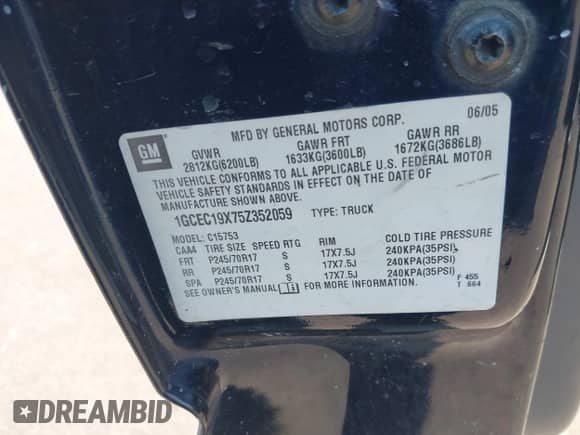 MFD BY GENERAL MOTORS CORP. 06/05
GM GVWR GAWR FRT GAWR RR
2812KG(6200LB) 1633KG(3600LB) 1672KG(3686LB)
THIS VEHICLE CONFORMS TO ALL APPLICABLE U.S. FEDERAL MOTOR
VEHICLE SAFETY STANDARDS IN EFFECT ON THE DATE OF
MANUFACTURE SHOWN ABOVE.
1GCEC19X75Z352059 TYPE: TRUCK
MODEL: C15753
CAA4 TIRE SIZE SPEED RTG RIM COLD TIRE PRESSURE
FRT P245/70R17 S 17X7.5J 240KPA(35PSI)
RR P245/70R17 S 17X7.5J 240KPA(35PSI)
SPA P245/70R17 S 17X7.5J 240KPA(35PSI)
SEE OWNER'S MANUAL FOR MORE INFORMATION.
F 455
T 664
DREAMBID